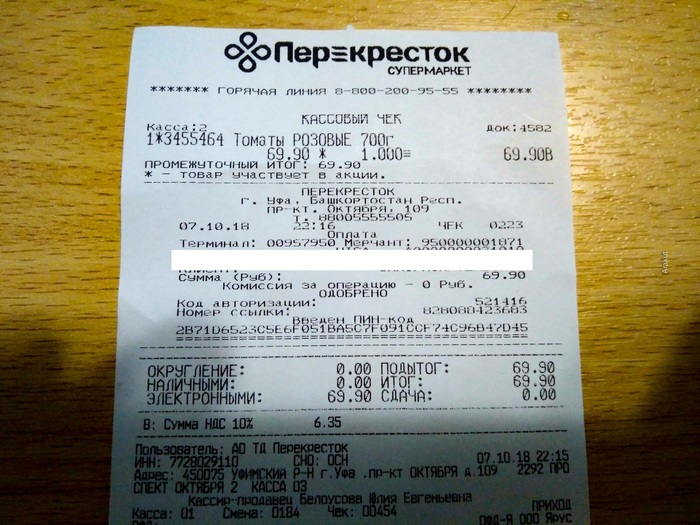 Перекресток
СУПЕРМАРКЕТ
******* ГОРЯЧАЯ ЛИНИЯ 8-800-200-95-55 ********
КАССОВЫЙ ЧЕК
Касса:2 Док:4582
1*3455464 Томаты РОЗОВЫЕ 700г
69.90 * 1.000= 69.90В
ПРОМЕЖУТОЧНЫЙ ИТОГ: 69.90
* - товар участвует в акции.
ПЕРЕКРЕСТОК
г. Уфа, Башкортостан Респ.
пр-кт. ОКТЯБРЯ, 109
Т. 88005555505
07.10.18 22:16 ЧЕК 0223
Оплата
Терминал: 00957950 Мерчант: 950000001871
Сумма (Руб): 69.90
Комиссия за операцию - 0 Руб.
ОДОБРЕНО
Код авторизации: 521416
Номер ссылки: 828088423683
Введен ПИН-код
2B71D6523C5E6F051BA5C7F091CCF74C96B47D45
========================================
ОКРУГЛЕНИЕ: 0.00 ПОДЫТОГ: 69.90
НАЛИЧНЫМИ: 0.00 ИТОГ: 69.90
ЭЛЕКТРОННЫМИ: 69.90 СДАЧА: 0.00
В: Сумма НДС 10% 6.35
Пользователь: АО ТД Перекресток
ИНН: 7728029110 СНО: ОСН 07.10.18 22:15
Адрес: 450075 УФИМСКИЙ Р-Н г.Уфа .пр-кт ОКТЯБРЯ д.109 2292 ПРО
СПЕКТ ОКТЯБРЯ 2 КАССА 03
Кассир-продавец Белоусова Юлия Евгеньевна
Касса: 01 Смена: 0184 Чек: 00454 ПРИХОД
ОФД-Я ООО Ярус